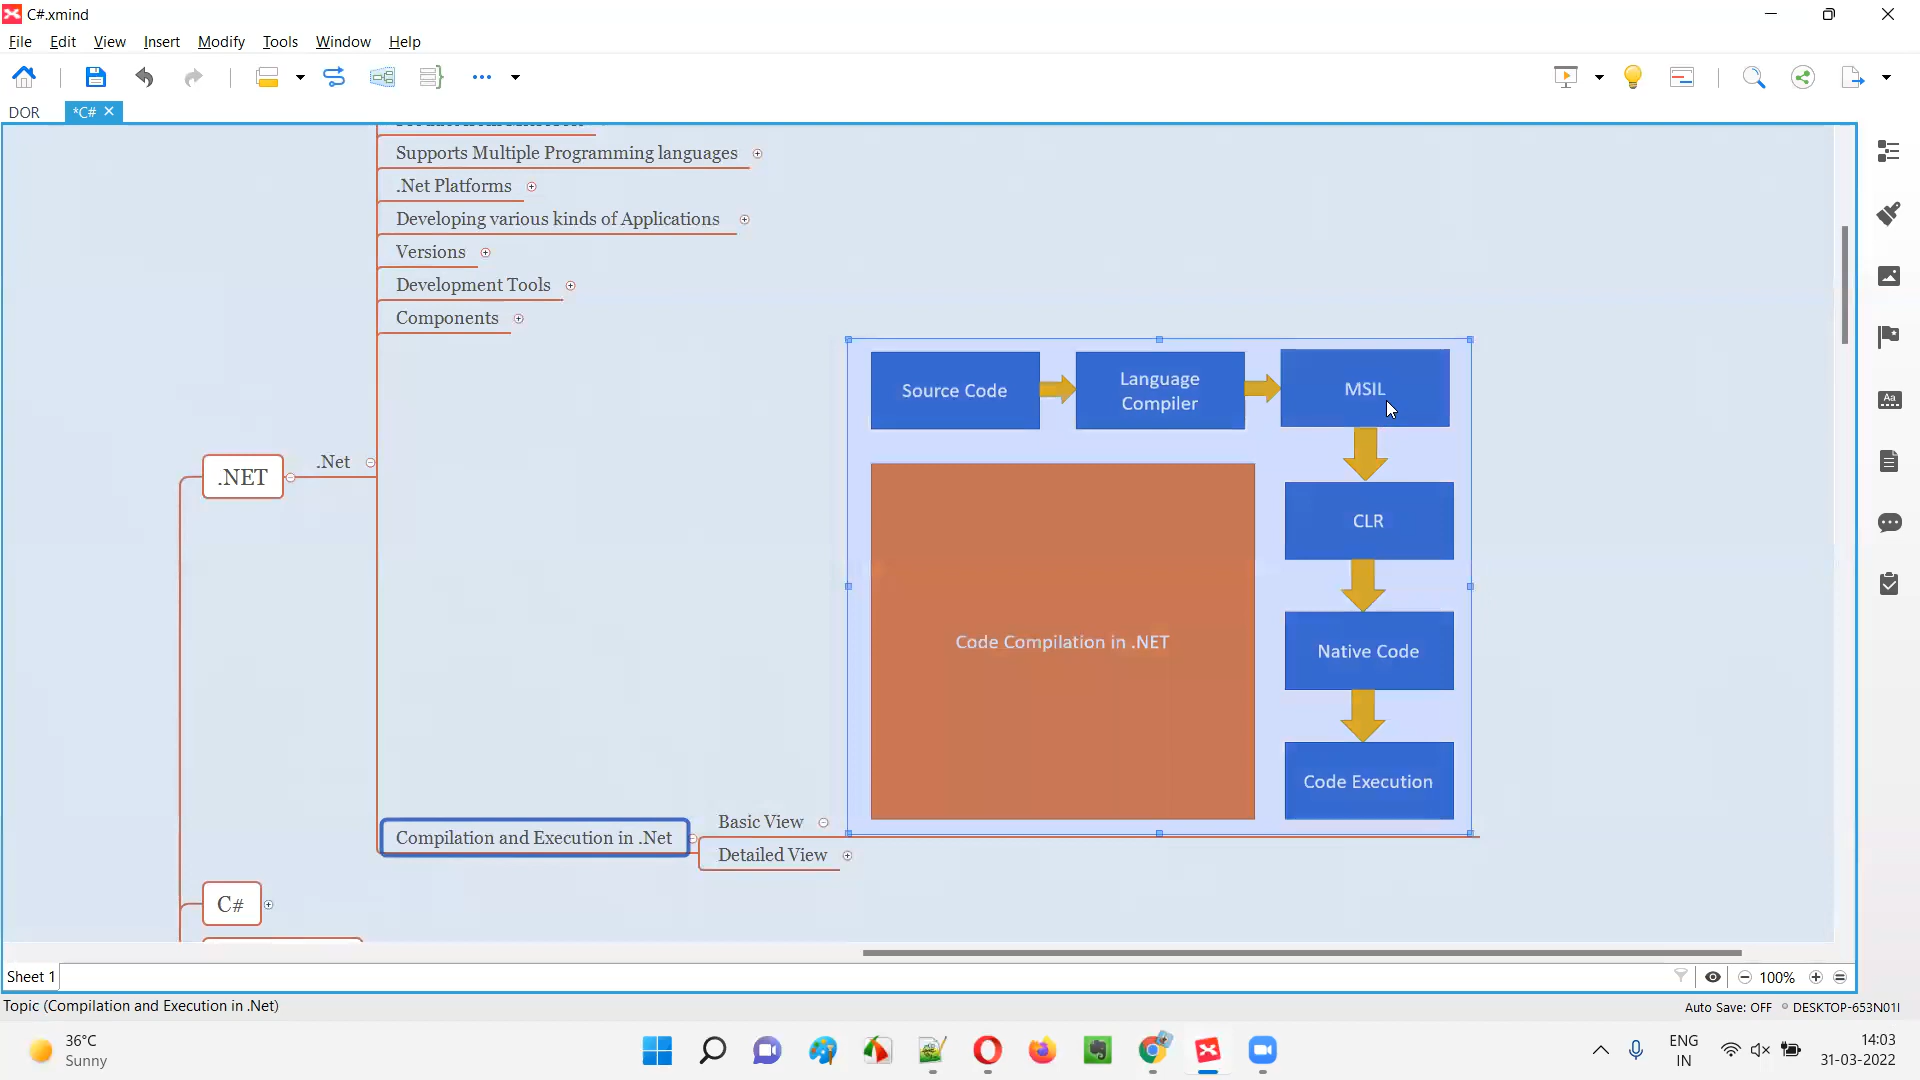 C#.xmind
File Edit View Insert Modify Tools Window Help
DOR *C#
Supports Multiple Programming languages
.Net Platforms
Developing various kinds of Applications
Versions
Development Tools
Components
Source Code
Language
Compiler
MSIL
.NET
.Net
CLR
Code Compilation in .NET
Native Code
Code Execution
Basic View
Compilation and Execution in .Net
Detailed View
C#
Sheet 1
100%
Topic (Compilation and Execution in .Net)
Auto Save: OFF DESKTOP-653N01I
36°C
Sunny
ENG
IN
14:03
31-03-2022